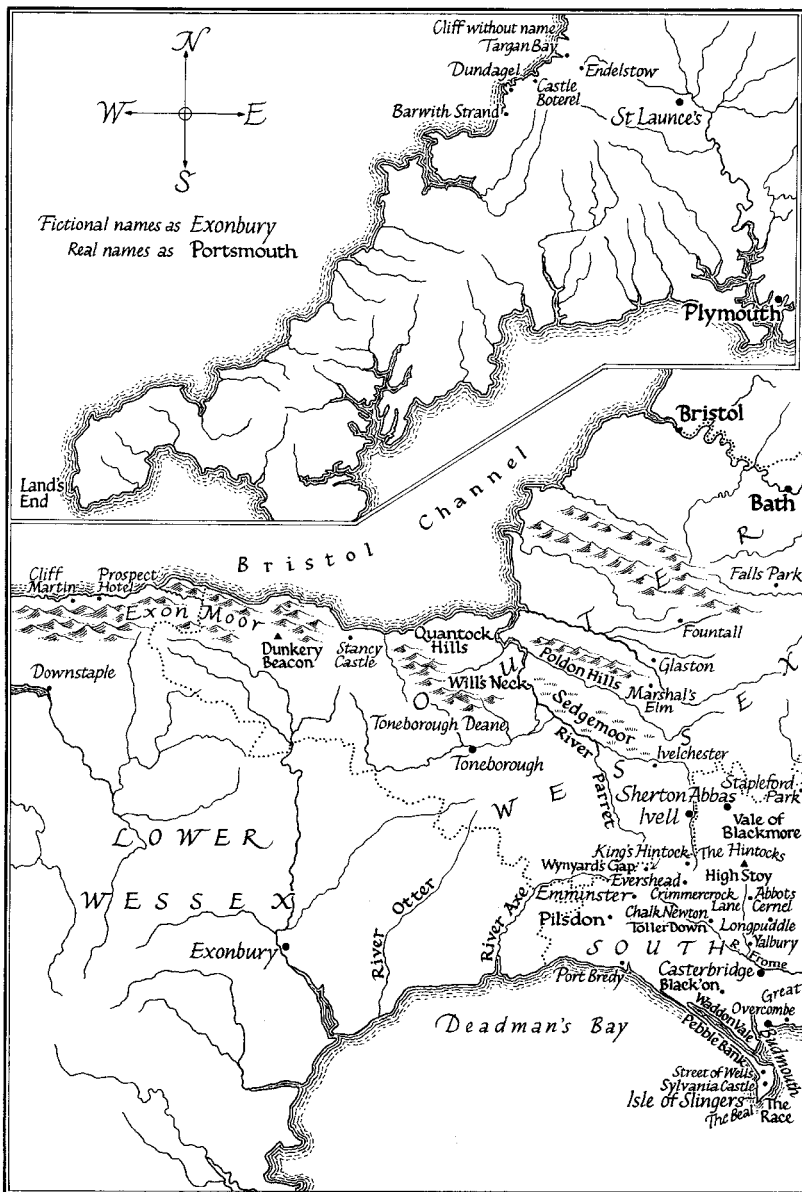 Cliff without name
Targan Bay
Dundagel
Endelstow
Castle
Boterel
Barwith Strand
St Launce's
N
W
E
S
Fictional names as Exonbury
Real names as Portsmouth
Plymouth
Land's
End
Bristol
Bath
Bristol Channel
Cliff
Martin
Prospect
Hotel
Exon Moor
Dunkery
Beacon
Stancy
Castle
Quantock
Hills
Will's Neck
Falls Park
Fountall
Glaston
Poldon Hills
Marshal's
Elm
Downstaple
Sedgemoor
Toneborough Deane
Toneborough
River
Parret
Ivelchester
OUTER
WESSEX
Stapleford
Park
Sherton Abbas
Ivell
Vale of
Blackmore
LOWER
WESSEX
King's Hintock
The Hintocks
Wynyard's Gap
High Stoy
Evershead
Emminster
Crimmercrock
Lane
Abbots
Cernel
Pilsdon
Chalk Newton
Toller Down
Longpuddle
Yalbury
River Otter
River Axe
Exonbury
SOUTH
R. Frome
Port Bredy
Casterbridge
Black'on
Great
Waddon Vale
Overcombe
Pebble Bank
Budmouth
Deadman's Bay
Street of Wells
Sylvania Castle
Isle of Slingers
The Beal
The
Race